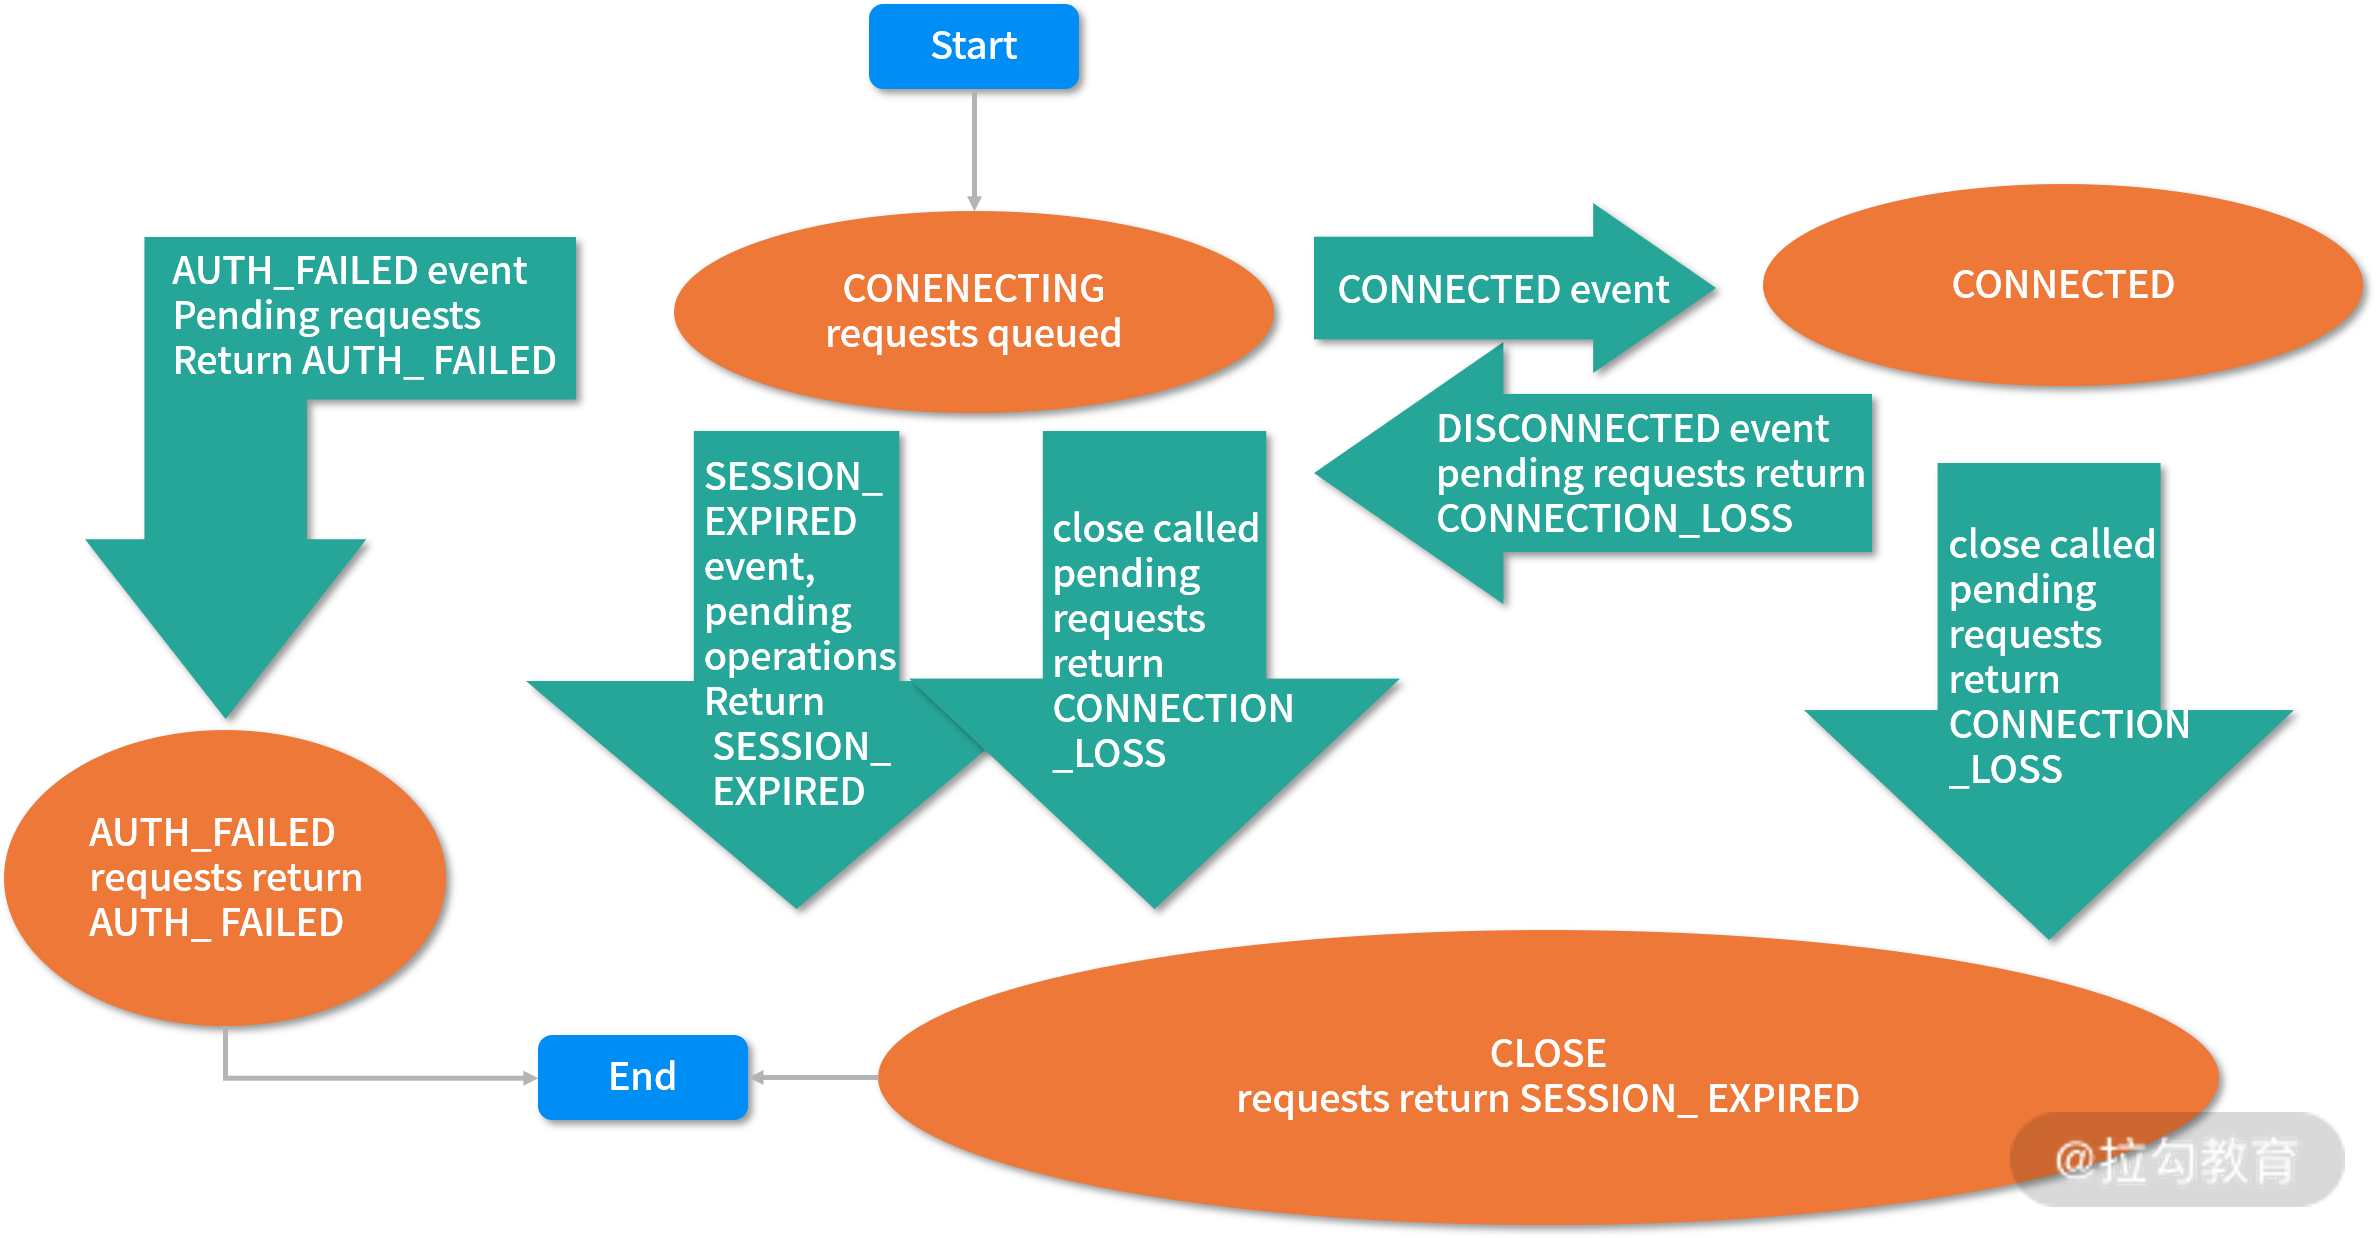 Start
AUTH_FAILED event
Pending requests
Return AUTH_ FAILED
CONENECTING
requests queued
CONNECTED event
CONNECTED
DISCONNECTED event
pending requests return
CONNECTION_LOSS
SESSION_
EXPIRED
event,
pending
operations
Return
SESSION_
EXPIRED
close called
pending
requests
return
CONNECTION
_LOSS
close called
pending
requests
return
CONNECTION
_LOSS
AUTH_FAILED
requests return
AUTH_ FAILED
End
CLOSE
requests return SESSION_ EXPIRED
@拉勾教育